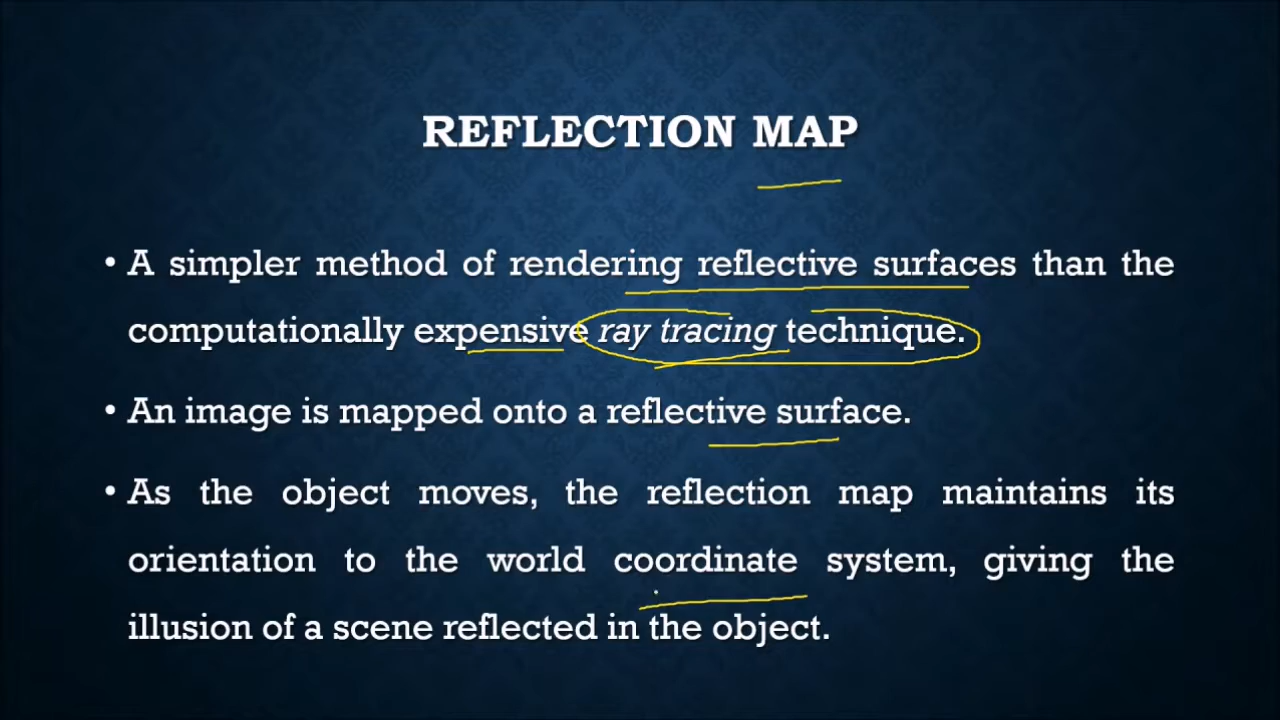 REFLECTION MAP
• A simpler method of rendering reflective surfaces than the
computationally expensive ray tracing technique.
• An image is mapped onto a reflective surface.
• As the object moves, the reflection map maintains its
orientation to the world coordinate system, giving the
illusion of a scene reflected in the object.